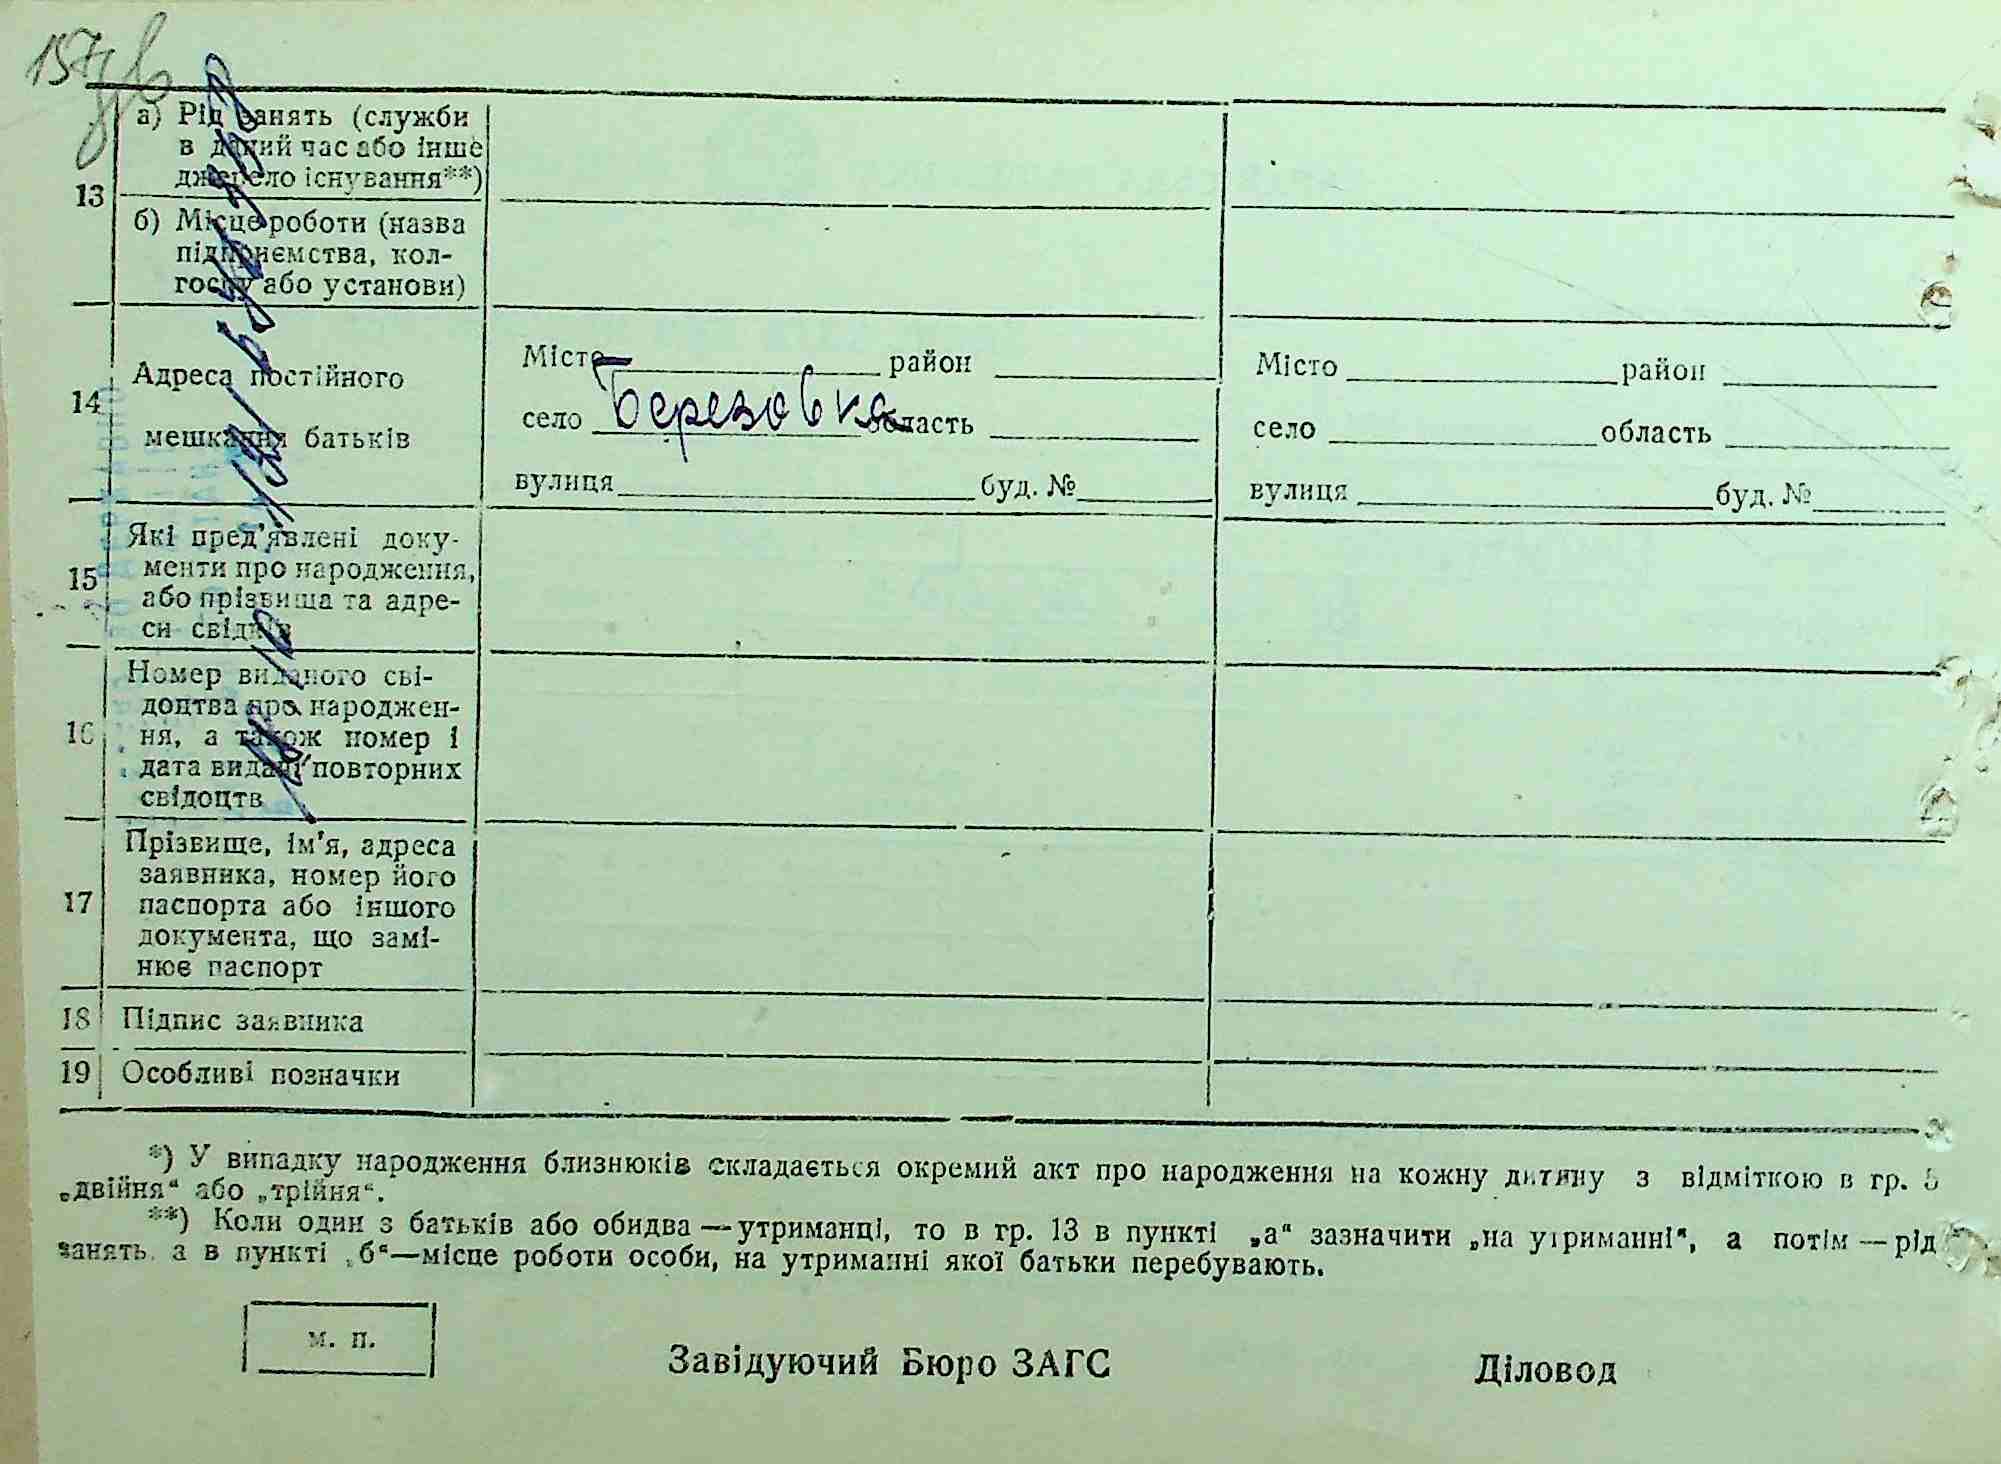 157
а) Рід занять (служби
в даний час або інше
джерело існування**)
13
б) Місце роботи (назва
підприємства, кол-
госпу або установи)
14
Адреса постійного
мешкання батьків
Місто район
село Березовка область
вулиця буд. №
Місто район
село область
вулиця буд. №
15
Які пред'явлені доку-
менти про народження,
або прізвища та адре-
си свідків
16
Номер виданого сві-
доцтва про народжен-
ня, а також номер і
дата видачі повторних
свідоцтв
17
Прізвище, ім'я, адреса
заявника, номер його
паспорта або іншого
документа, що замі-
нює паспорт
18 Підпис заявника
19 Особливі позначки
*) У випадку народження близнюків складається окремий акт про народження на кожну дитину з відміткою в гр. 5
„двійня“ або „трійня“.
**) Коли один з батьків або обидва — утриманці, то в гр. 13 в пункті „а“ зазначити „на утриманні“, а потім — рід
занять, а в пункті „б“—місце роботи особи, на утриманні якої батьки перебувають.
м. п.
Завідуючий Бюро ЗАГС
Діловод